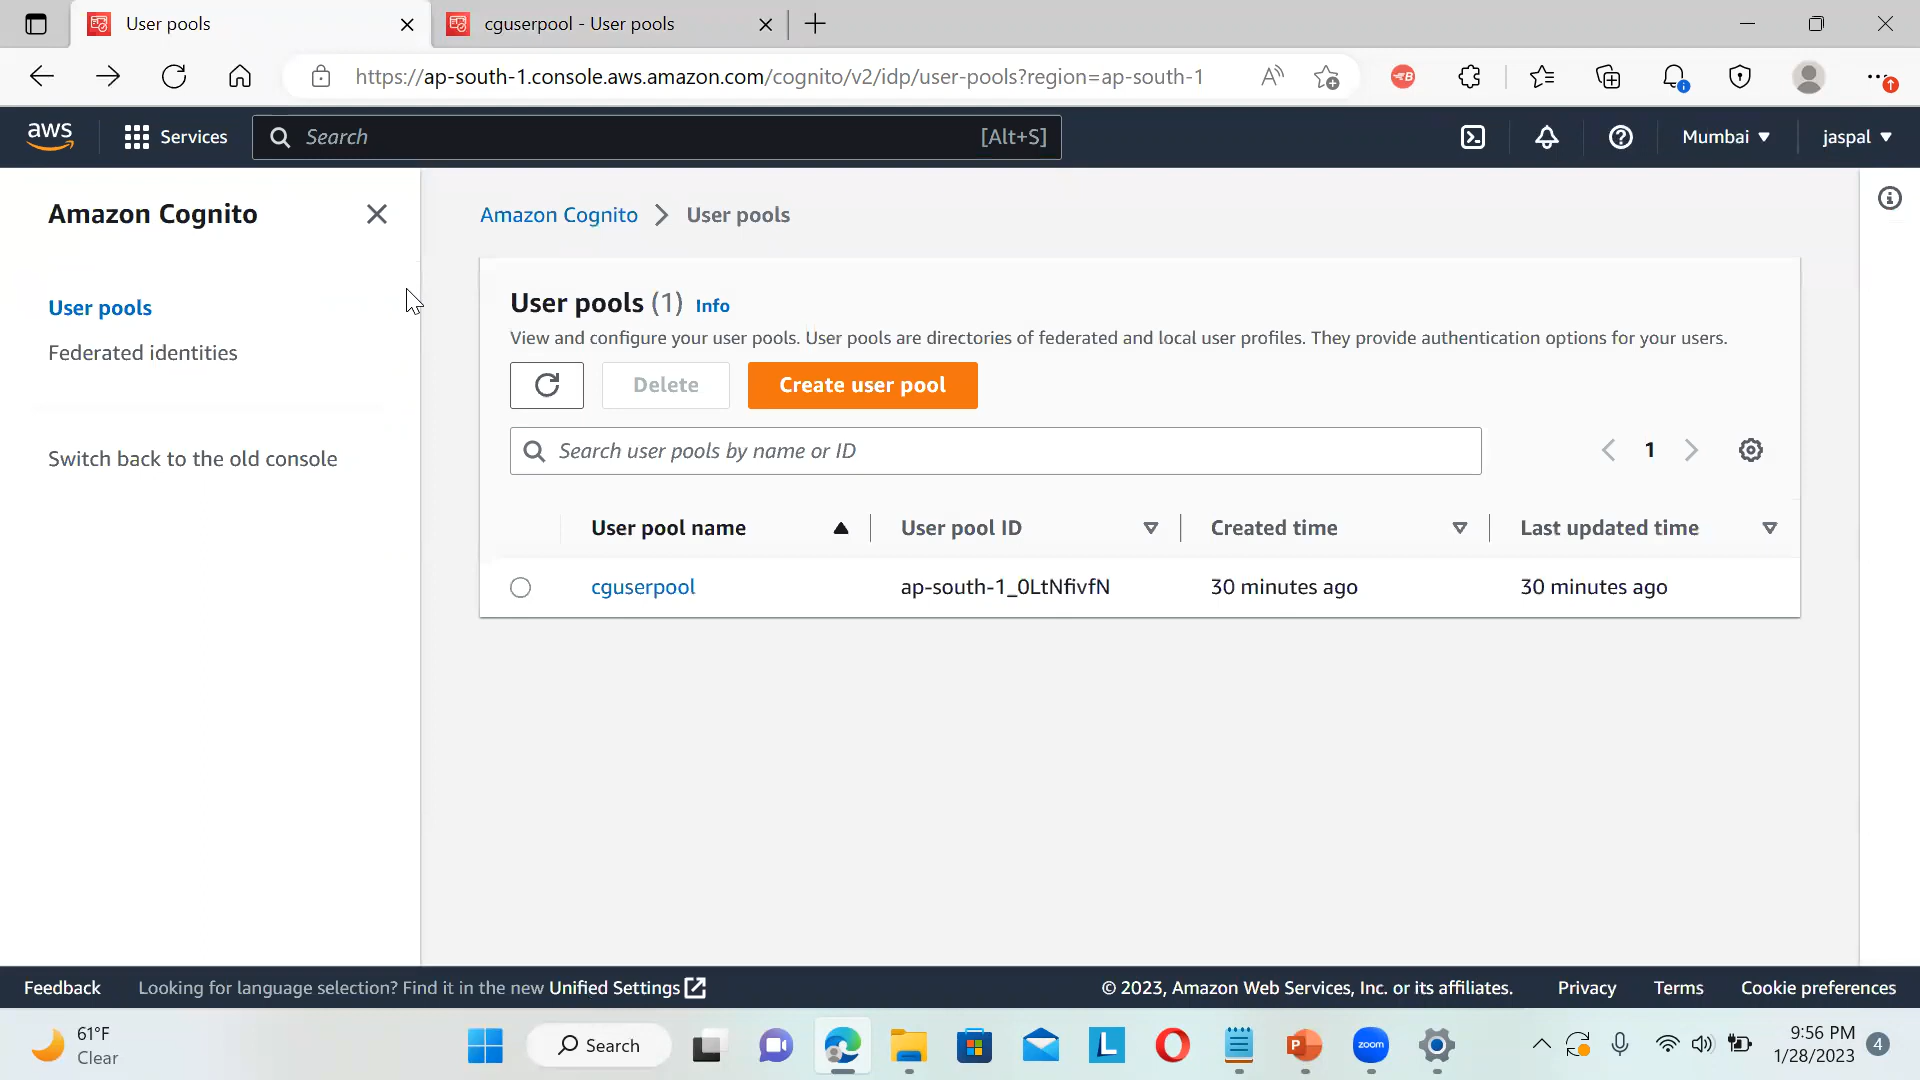 User pools
cguserpool - User pools
https://ap-south-1.console.aws.amazon.com/cognito/v2/idp/user-pools?region=ap-south-1
aws
Services
Search
[Alt+S]
Mumbai
jaspal
Amazon Cognito
User pools
Federated identities
Switch back to the old console
Amazon Cognito > User pools
User pools (1) Info
View and configure your user pools. User pools are directories of federated and local user profiles. They provide authentication options for your users.
Delete
Create user pool
Search user pools by name or ID
1
User pool name
User pool ID
Created time
Last updated time
cguserpool
ap-south-1_0LtNfivfN
30 minutes ago
30 minutes ago
Feedback
Looking for language selection? Find it in the new Unified Settings
© 2023, Amazon Web Services, Inc. or its affiliates.
Privacy
Terms
Cookie preferences
61°F
Clear
Search
L
P
zoom
9:56 PM
1/28/2023
4